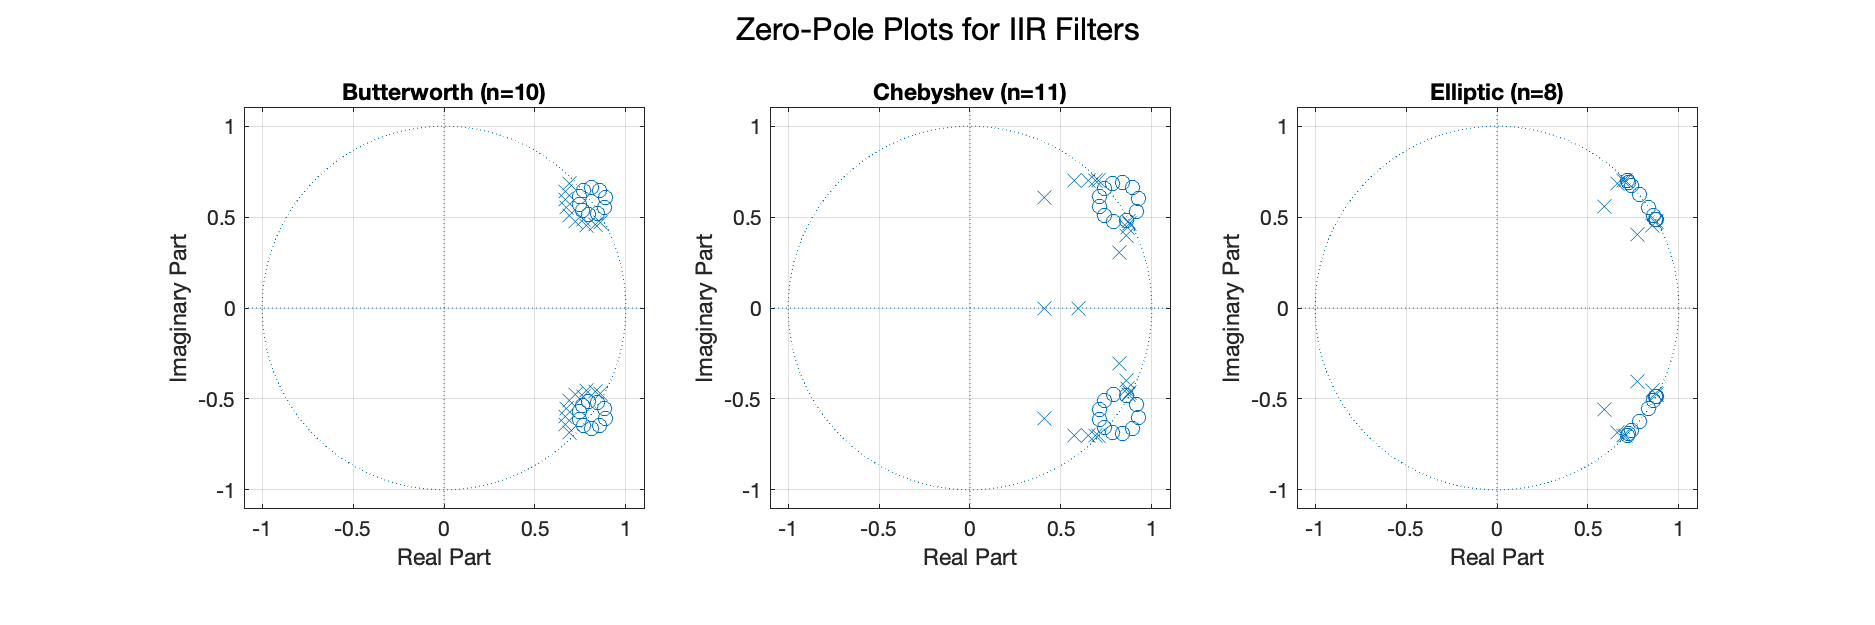 Zero-Pole Plots for IIR Filters
Butterworth (n=10)
1
0.5
0
-0.5
-1
-1 -0.5 0 0.5 1
Real Part
Imaginary Part
Chebyshev (n=11)
1
0.5
0
-0.5
-1
-1 -0.5 0 0.5 1
Real Part
Imaginary Part
Elliptic (n=8)
1
0.5
0
-0.5
-1
-1 -0.5 0 0.5 1
Real Part
Imaginary Part